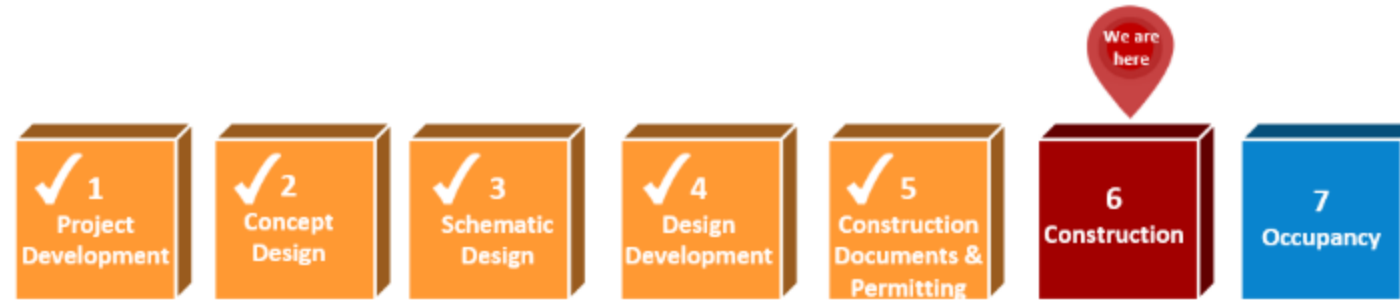 We are
here
1
Project
Development
2
Concept
Design
3
Schematic
Design
4
Design
Development
5
Construction
Documents &
Permitting
6
Construction
7
Occupancy